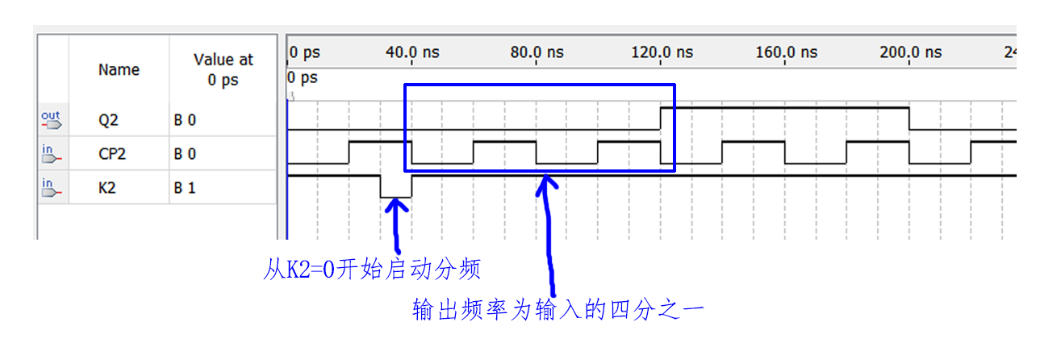 Name
Value at
0 ps
0 ps
40.0 ns
80.0 ns
120.0 ns
160.0 ns
200.0 ns
24
0 ps
out
Q2
B 0
in
CP2
B 0
in
K2
B 1
从K2=0开始启动分频
输出频率为输入的四分之一